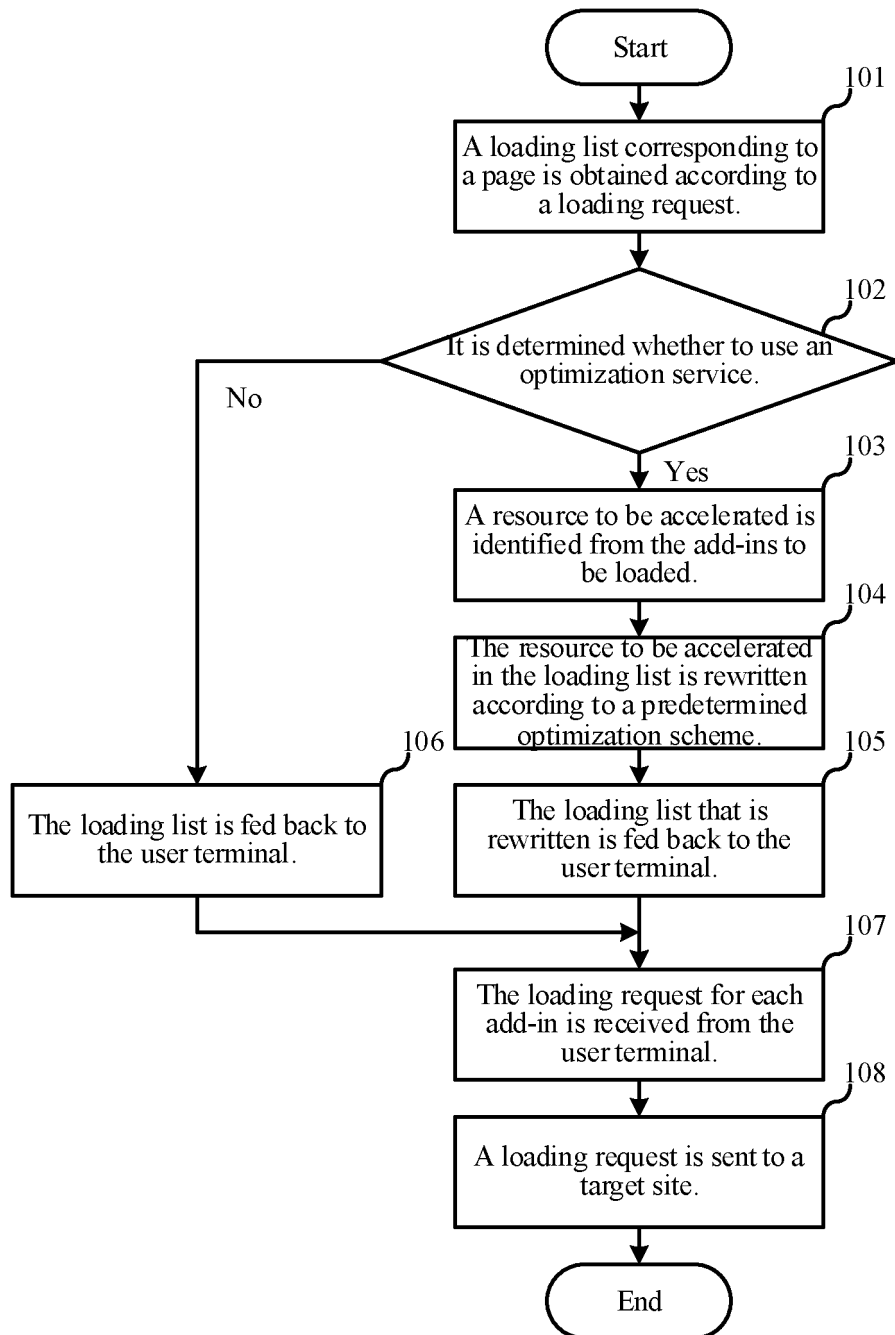 Start
101
A loading list corresponding to
a page is obtained according to
a loading request.
102
It is determined whether to use an
optimization service.
No
Yes
103
A resource to be accelerated is
identified from the add-ins to
be loaded.
104
The resource to be accelerated
in the loading list is rewritten
according to a predetermined
optimization scheme.
106
The loading list is fed back to
the user terminal.
105
The loading list that is
rewritten is fed back to the
user terminal.
107
The loading request for each
add-in is received from the
user terminal.
108
A loading request is sent to a
target site.
End